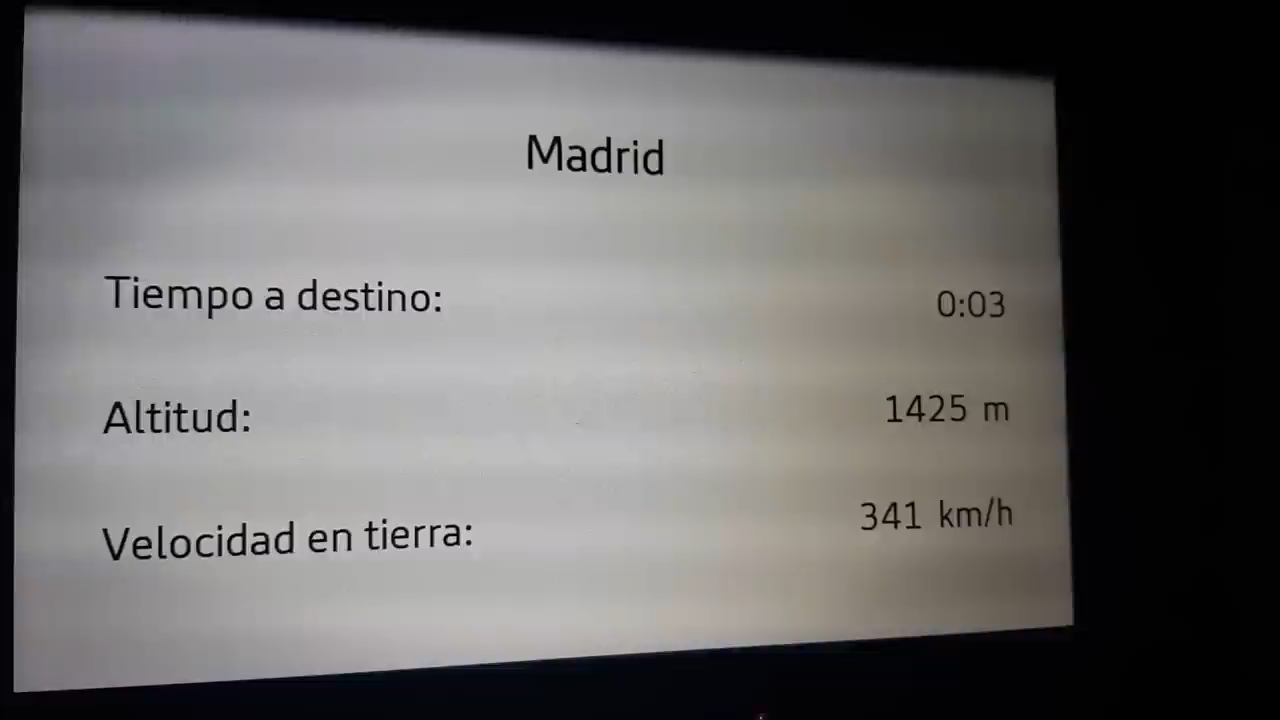 Madrid
Tiempo a destino: 0:03
Altitud: 1425 m
Velocidad en tierra: 341 km/h